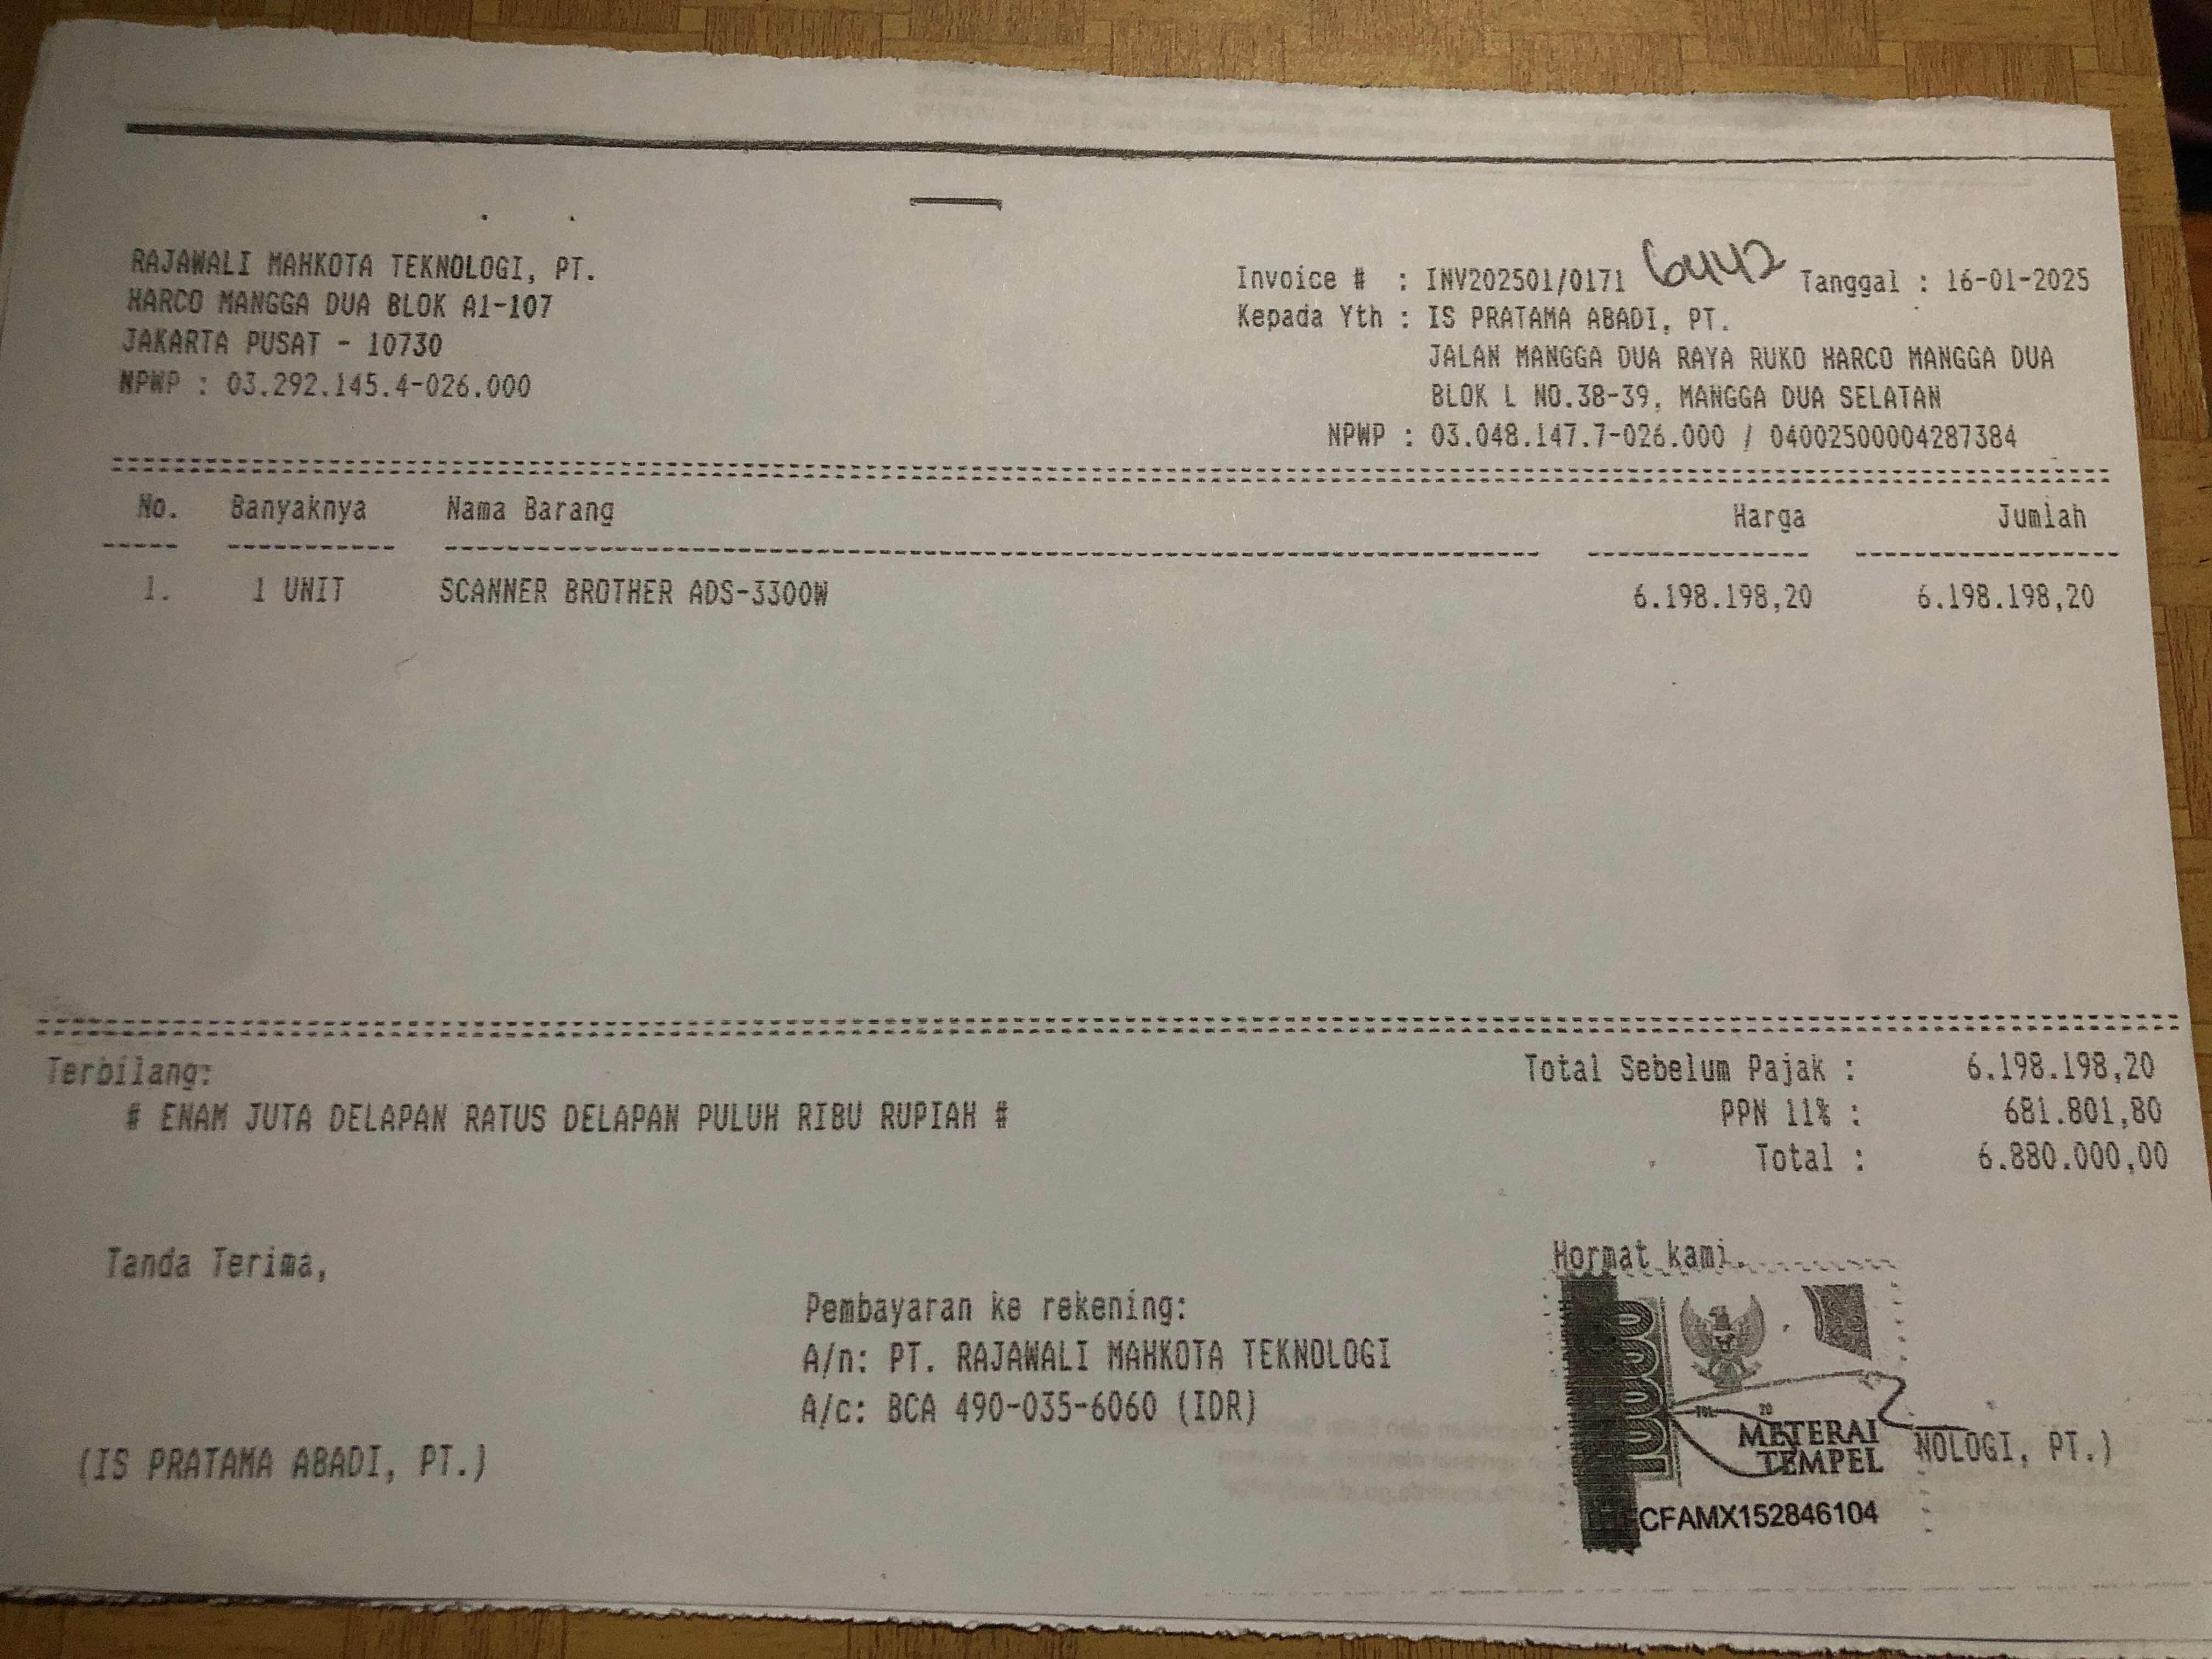 RAJAWALI MAHKOTA TEKNOLOGI, PT.
HARCO MANGGA DUA BLOK A1-107
JAKARTA PUSAT - 10730
NPWP : 03.292.145.4-026.000
Invoice # : INV202501/0171 6442 Tanggal : 16-01-2025
Kepada Yth : IS PRATAMA ABADI, PT.
JALAN MANGGA DUA RAYA RUKO HARCO MANGGA DUA
BLOK L NO.38-39, MANGGA DUA SELATAN
NPWP : 03.048.147.7-026.000 / 04002500004287384
No. Banyaknya Nama Barang Harga Jumlah
1. 1 UNIT SCANNER BROTHER ADS-3300W 6.198.198,20 6.198.198,20
Terbilang:
# ENAM JUTA DELAPAN RATUS DELAPAN PULUH RIBU RUPIAH #
Total Sebelum Pajak : 6.198.198,20
PPN 11% : 681.801,80
Total : 6.880.000,00
Tanda Terima,
(IS PRATAMA ABADI, PT.)
Pembayaran ke rekening:
A/n: PT. RAJAWALI MAHKOTA TEKNOLOGI
A/c: BCA 490-035-6060 (IDR)
Hormat kami,
10000
TGL. 20
METERAI
TEMPEL
NOLOGI, PT.)
CFAMX152846104